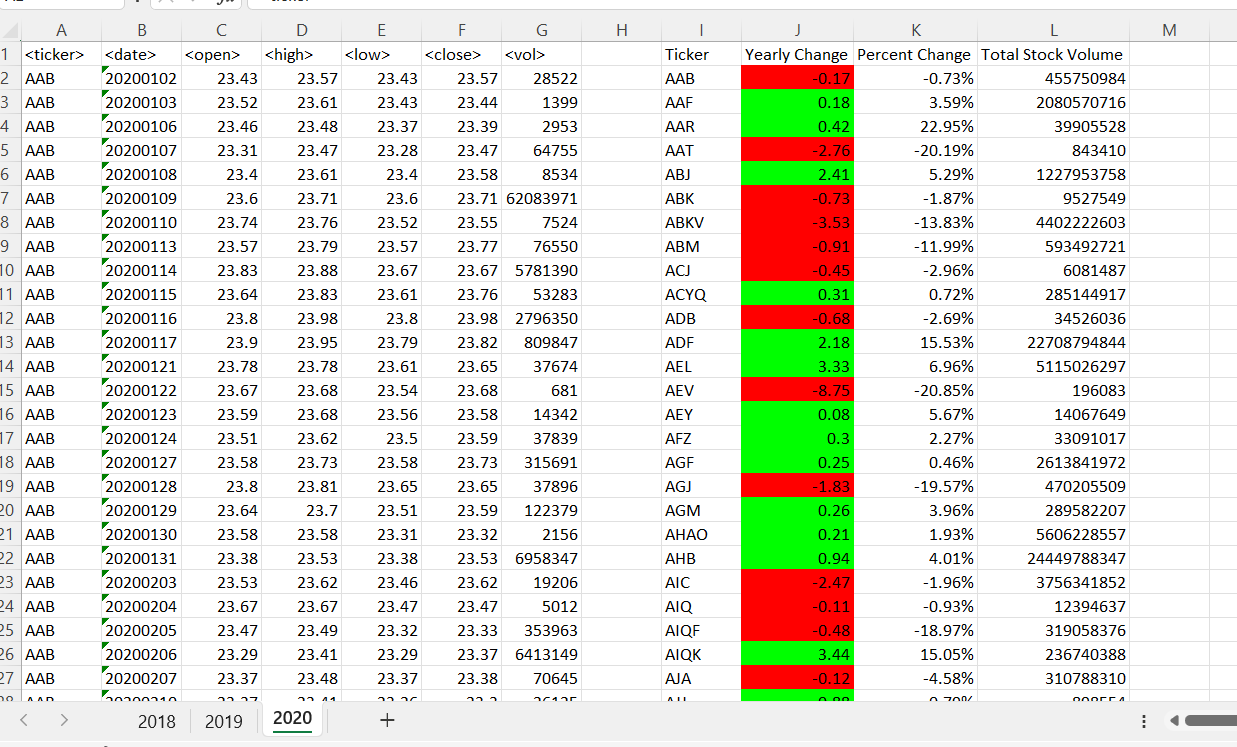 A B C D E F G H I J K L M
1 <ticker> <date> <open> <high> <low> <close> <vol> Ticker Yearly Change Percent Change Total Stock Volume
2 AAB 20200102 23.43 23.57 23.43 23.57 28522 AAB -0.17 -0.73% 455750984
3 AAB 20200103 23.52 23.61 23.43 23.44 1399 AAF 0.18 3.59% 2080570716
4 AAB 20200106 23.46 23.48 23.37 23.39 2953 AAR 0.42 22.95% 39905528
5 AAB 20200107 23.31 23.47 23.28 23.47 64755 AAT -2.76 -20.19% 843410
6 AAB 20200108 23.4 23.61 23.4 23.58 8534 ABJ 2.41 5.29% 1227953758
7 AAB 20200109 23.6 23.71 23.6 23.71 62083971 ABK -0.73 -1.87% 9527549
8 AAB 20200110 23.74 23.76 23.52 23.55 7524 ABKV -3.53 -13.83% 4402222603
9 AAB 20200113 23.57 23.79 23.57 23.77 76550 ABM -0.91 -11.99% 593492721
10 AAB 20200114 23.83 23.88 23.67 23.67 5781390 ACJ -0.45 -2.96% 6081487
11 AAB 20200115 23.64 23.83 23.61 23.76 53283 ACYQ 0.31 0.72% 285144917
12 AAB 20200116 23.8 23.98 23.8 23.98 2796350 ADB -0.68 -2.69% 34526036
13 AAB 20200117 23.9 23.95 23.79 23.82 809847 ADF 2.18 15.53% 22708794844
14 AAB 20200121 23.78 23.78 23.61 23.65 37674 AEL 3.33 6.96% 5115026297
15 AAB 20200122 23.67 23.68 23.54 23.68 681 AEV -8.75 -20.85% 196083
16 AAB 20200123 23.59 23.68 23.56 23.58 14342 AEY 0.08 5.67% 14067649
17 AAB 20200124 23.51 23.62 23.5 23.59 37839 AFZ 0.3 2.27% 33091017
18 AAB 20200127 23.58 23.73 23.58 23.73 315691 AGF 0.25 0.46% 2613841972
19 AAB 20200128 23.8 23.81 23.65 23.65 37896 AGJ -1.83 -19.57% 470205509
20 AAB 20200129 23.64 23.7 23.51 23.59 122379 AGM 0.26 3.96% 289582207
21 AAB 20200130 23.58 23.58 23.31 23.32 2156 AHAO 0.21 1.93% 5606228557
22 AAB 20200131 23.38 23.53 23.38 23.53 6958347 AHB 0.94 4.01% 24449788347
23 AAB 20200203 23.53 23.62 23.46 23.62 19206 AIC -2.47 -1.96% 3756341852
24 AAB 20200204 23.67 23.67 23.47 23.47 5012 AIQ -0.11 -0.93% 12394637
25 AAB 20200205 23.47 23.49 23.32 23.33 353963 AIQF -0.48 -18.97% 319058376
26 AAB 20200206 23.29 23.41 23.29 23.37 6413149 AIQK 3.44 15.05% 236740388
27 AAB 20200207 23.37 23.48 23.37 23.38 70645 AJA -0.12 -4.58% 310788310
2018 2019 2020 +